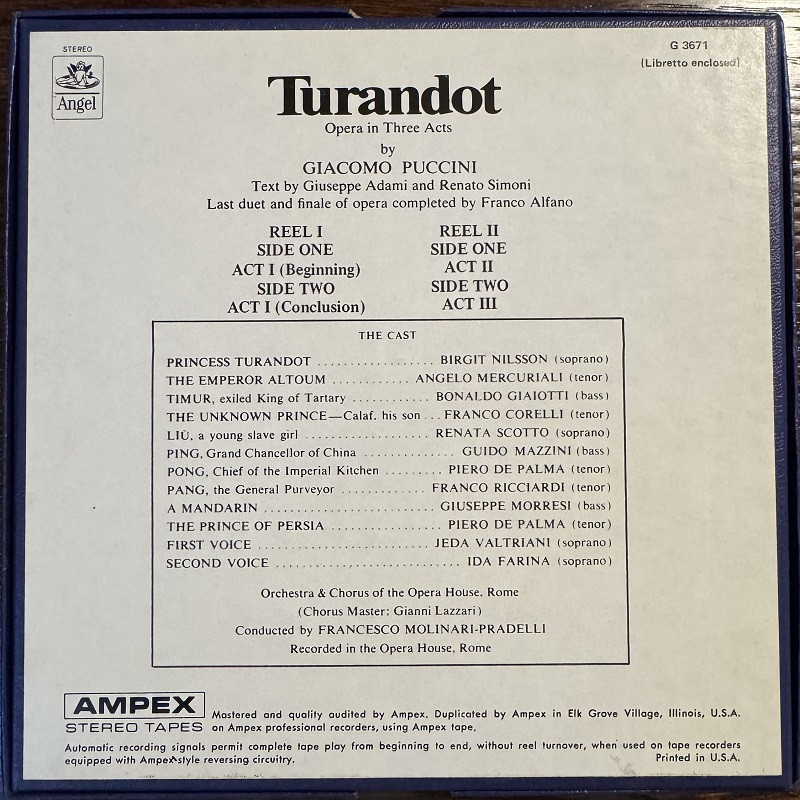 STEREO
Angel
G 3671
(Libretto enclosed)
Turandot
Opera in Three Acts
by
GIACOMO PUCCINI
Text by Giuseppe Adami and Renato Simoni
Last duet and finale of opera completed by Franco Alfano
REEL I
SIDE ONE
ACT I (Beginning)
SIDE TWO
ACT I (Conclusion)
REEL II
SIDE ONE
ACT II
SIDE TWO
ACT III
THE CAST
PRINCESS TURANDOT ................ BIRGIT NILSSON (soprano)
THE EMPEROR ALTOUM .......... ANGELO MERCURIALI (tenor)
TIMUR, exiled King of Tartary ........... BONALDO GIAIOTTI (bass)
THE UNKNOWN PRINCE—Calaf, his son ... FRANCO CORELLI (tenor)
LIÙ, a young slave girl ................. RENATA SCOTTO (soprano)
PING, Grand Chancellor of China ............. GUIDO MAZZINI (bass)
PONG, Chief of the Imperial Kitchen ......... PIERO DE PALMA (tenor)
PANG, the General Purveyor ............ FRANCO RICCIARDI (tenor)
A MANDARIN .......................... GIUSEPPE MORRESI (bass)
THE PRINCE OF PERSIA ............... PIERO DE PALMA (tenor)
FIRST VOICE ........................ JEDA VALTRIANI (soprano)
SECOND VOICE .......................... IDA FARINA (soprano)
Orchestra & Chorus of the Opera House, Rome
(Chorus Master: Gianni Lazzari)
Conducted by FRANCESCO MOLINARI-PRADELLI
Recorded in the Opera House, Rome
AMPEX
STEREO TAPES
Mastered and quality audited by Ampex. Duplicated by Ampex in Elk Grove Village, Illinois, U.S.A.
on Ampex professional recorders, using Ampex tape.
Automatic recording signals permit complete tape play from beginning to end, without reel turnover, when used on tape recorders
equipped with Ampex-style reversing circuitry.
Printed in U.S.A.